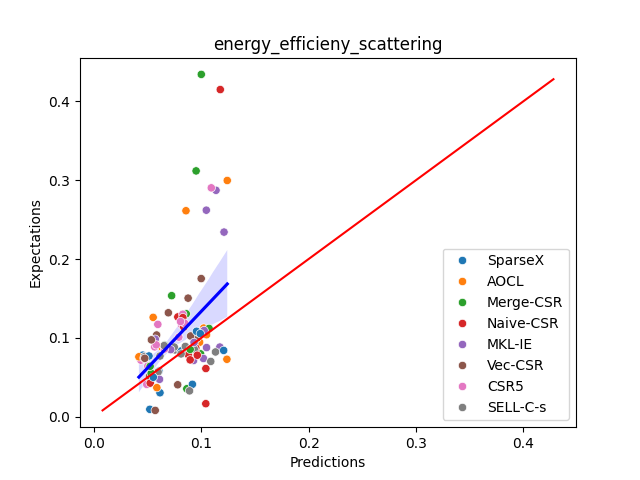 energy_efficieny_scattering
Expectations
0.4
0.3
0.2
0.1
0.0
0.0 0.1 0.2 0.3 0.4
Predictions
SparseX
AOCL
Merge-CSR
Naive-CSR
MKL-IE
Vec-CSR
CSR5
SELL-C-s